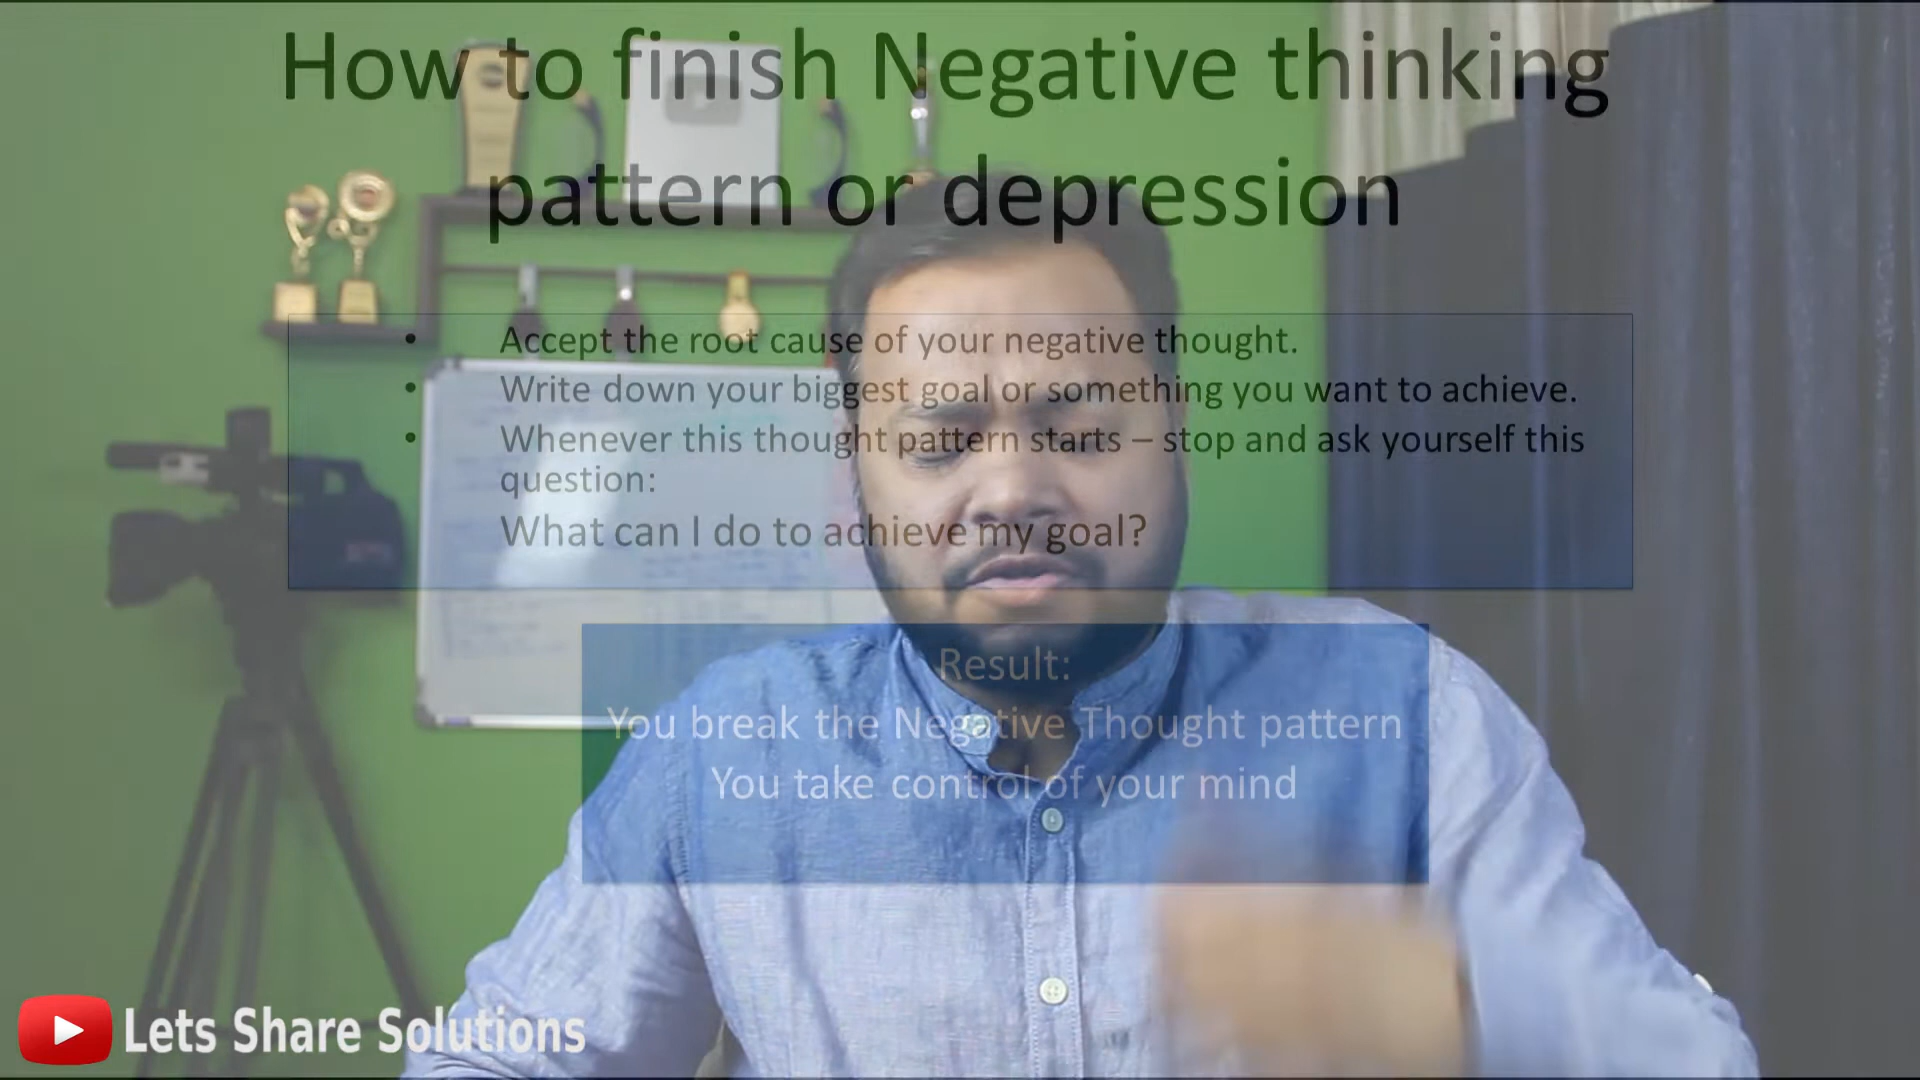 How to finish Negative thinking
pattern or depression
• Accept the root cause of your negative thought.
• Write down your biggest goal or something you want to achieve.
• Whenever this thought pattern starts – stop and ask yourself this
question:
What can I do to achieve my goal?
Result:
You break the Negative Thought pattern
You take control of your mind
Lets Share Solutions